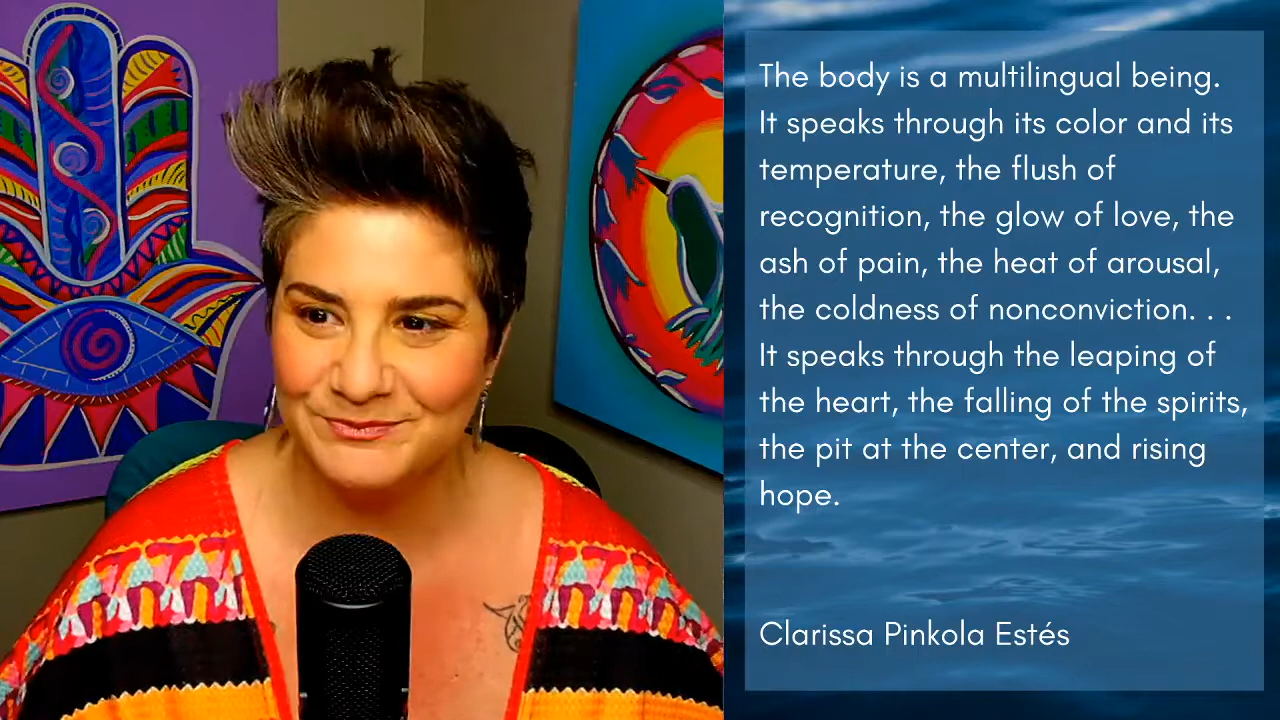 The body is a multilingual being.
It speaks through its color and its
temperature, the flush of
recognition, the glow of love, the
ash of pain, the heat of arousal,
the coldness of nonconviction. . .
It speaks through the leaping of
the heart, the falling of the spirits,
the pit at the center, and rising
hope.
Clarissa Pinkola Estés